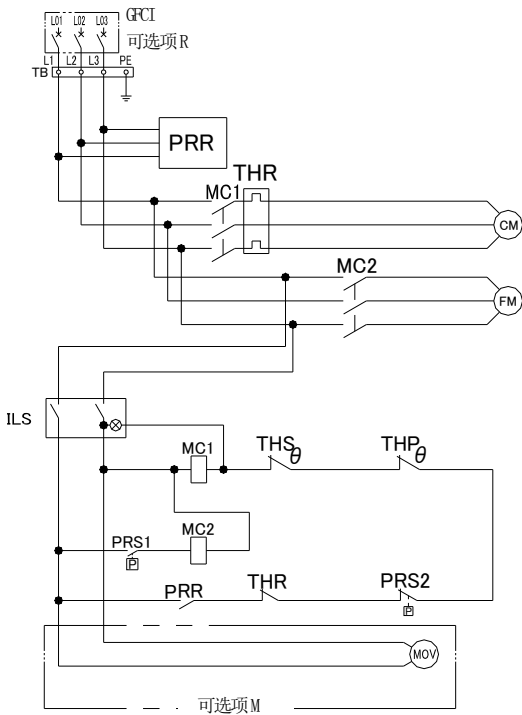 GFCI
L01 L02 L03
可选项R
L1 L2 L3 PE
TB
PRR
THR
MC1
CM
MC2
FM
ILS
MC1 THS θ THP θ
PRS1 MC2
P
PRR THR PRS2
P
MOV
可选项M